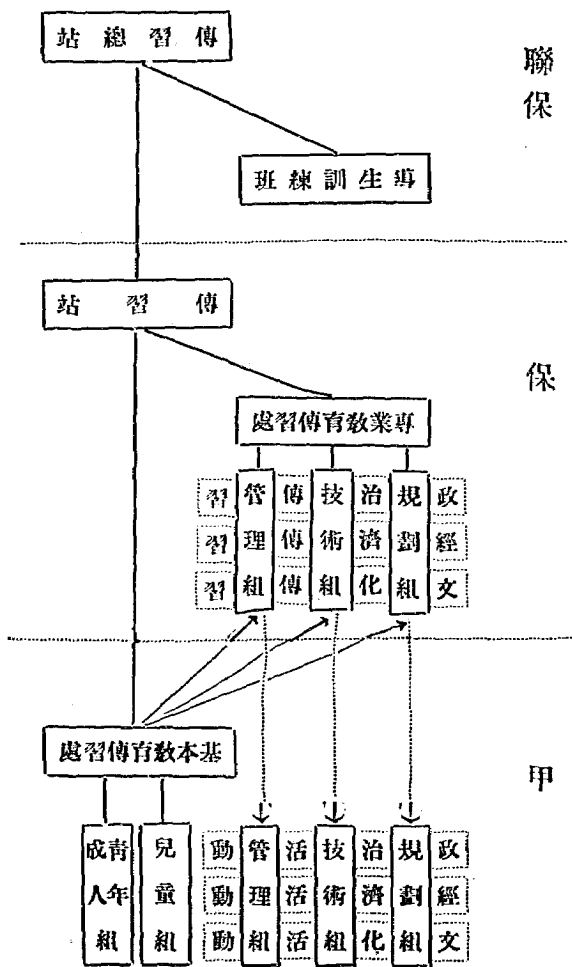 聯保
傳習總站
導生訓練班
保
傳習站
專業教育傳習處
規劃組
技術組
管理組
政治傳習
經濟傳習
文化傳習
甲
基本教育傳習處
兒童組
青年成人組
規劃組
技術組
管理組
政治活動
經濟活動
文化活動